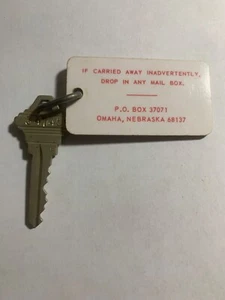 IF CARRIED AWAY INADVERTENTLY,
DROP IN ANY MAIL BOX.
P.O. BOX 37071
OMAHA, NEBRASKA 68137